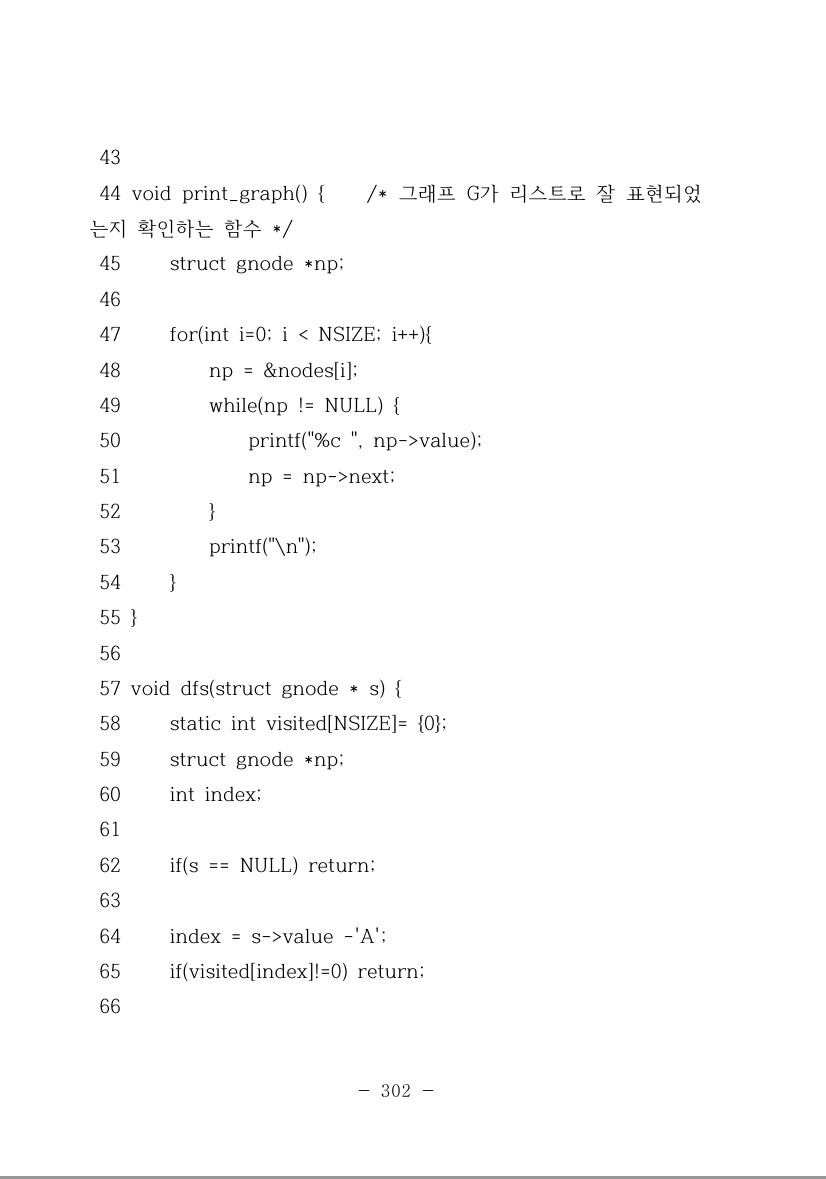 43
44 void print_graph() {    /* 그래프 G가 리스트로 잘 표현되었
는지 확인하는 함수 */
45     struct gnode *np;
46
47     for(int i=0; i < NSIZE; i++){
48         np = &nodes[i];
49         while(np != NULL) {
50             printf("%c ", np->value);
51             np = np->next;
52         }
53         printf("\n");
54     }
55 }
56
57 void dfs(struct gnode * s) {
58     static int visited[NSIZE]= {0};
59     struct gnode *np;
60     int index;
61
62     if(s == NULL) return;
63
64     index = s->value -'A';
65     if(visited[index]!=0) return;
66
- 302 -